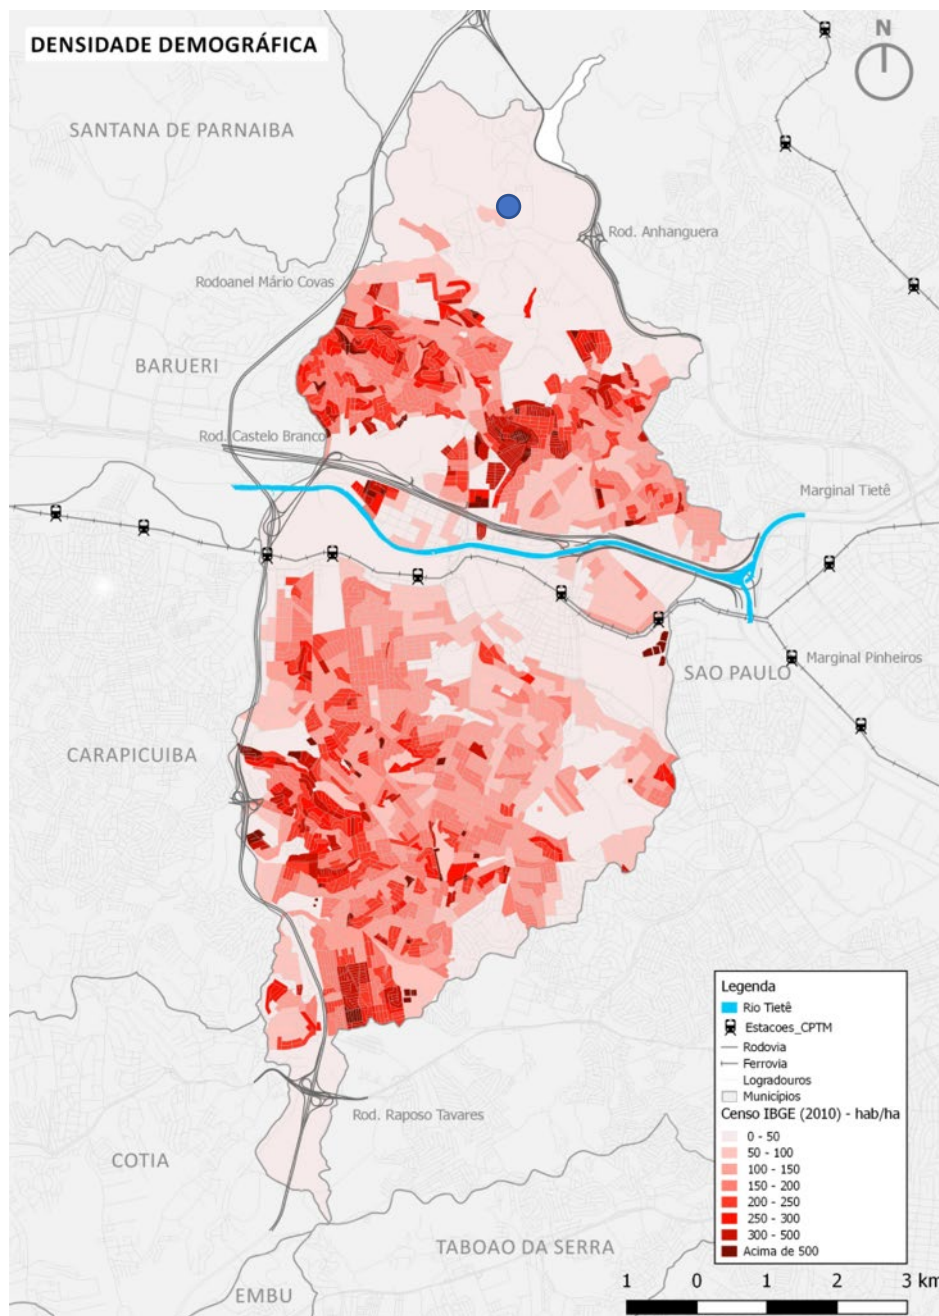 DENSIDADE DEMOGRÁFICA
N
SANTANA DE PARNAIBA
Rod. Anhanguera
Rodoanel Mário Covas
BARUERI
Rod. Castelo Branco
Marginal Tietê
Marginal Pinheiros
SAO PAULO
CARAPICUIBA
Rod. Raposo Tavares
COTIA
TABOAO DA SERRA
EMBU
Legenda
Rio Tietê
Estacoes_CPTM
Rodovia
Ferrovia
Logradouros
Municípios
Censo IBGE (2010) - hab/ha
0 - 50
50 - 100
100 - 150
150 - 200
200 - 250
250 - 300
300 - 500
Acima de 500
1 0 1 2 3 km